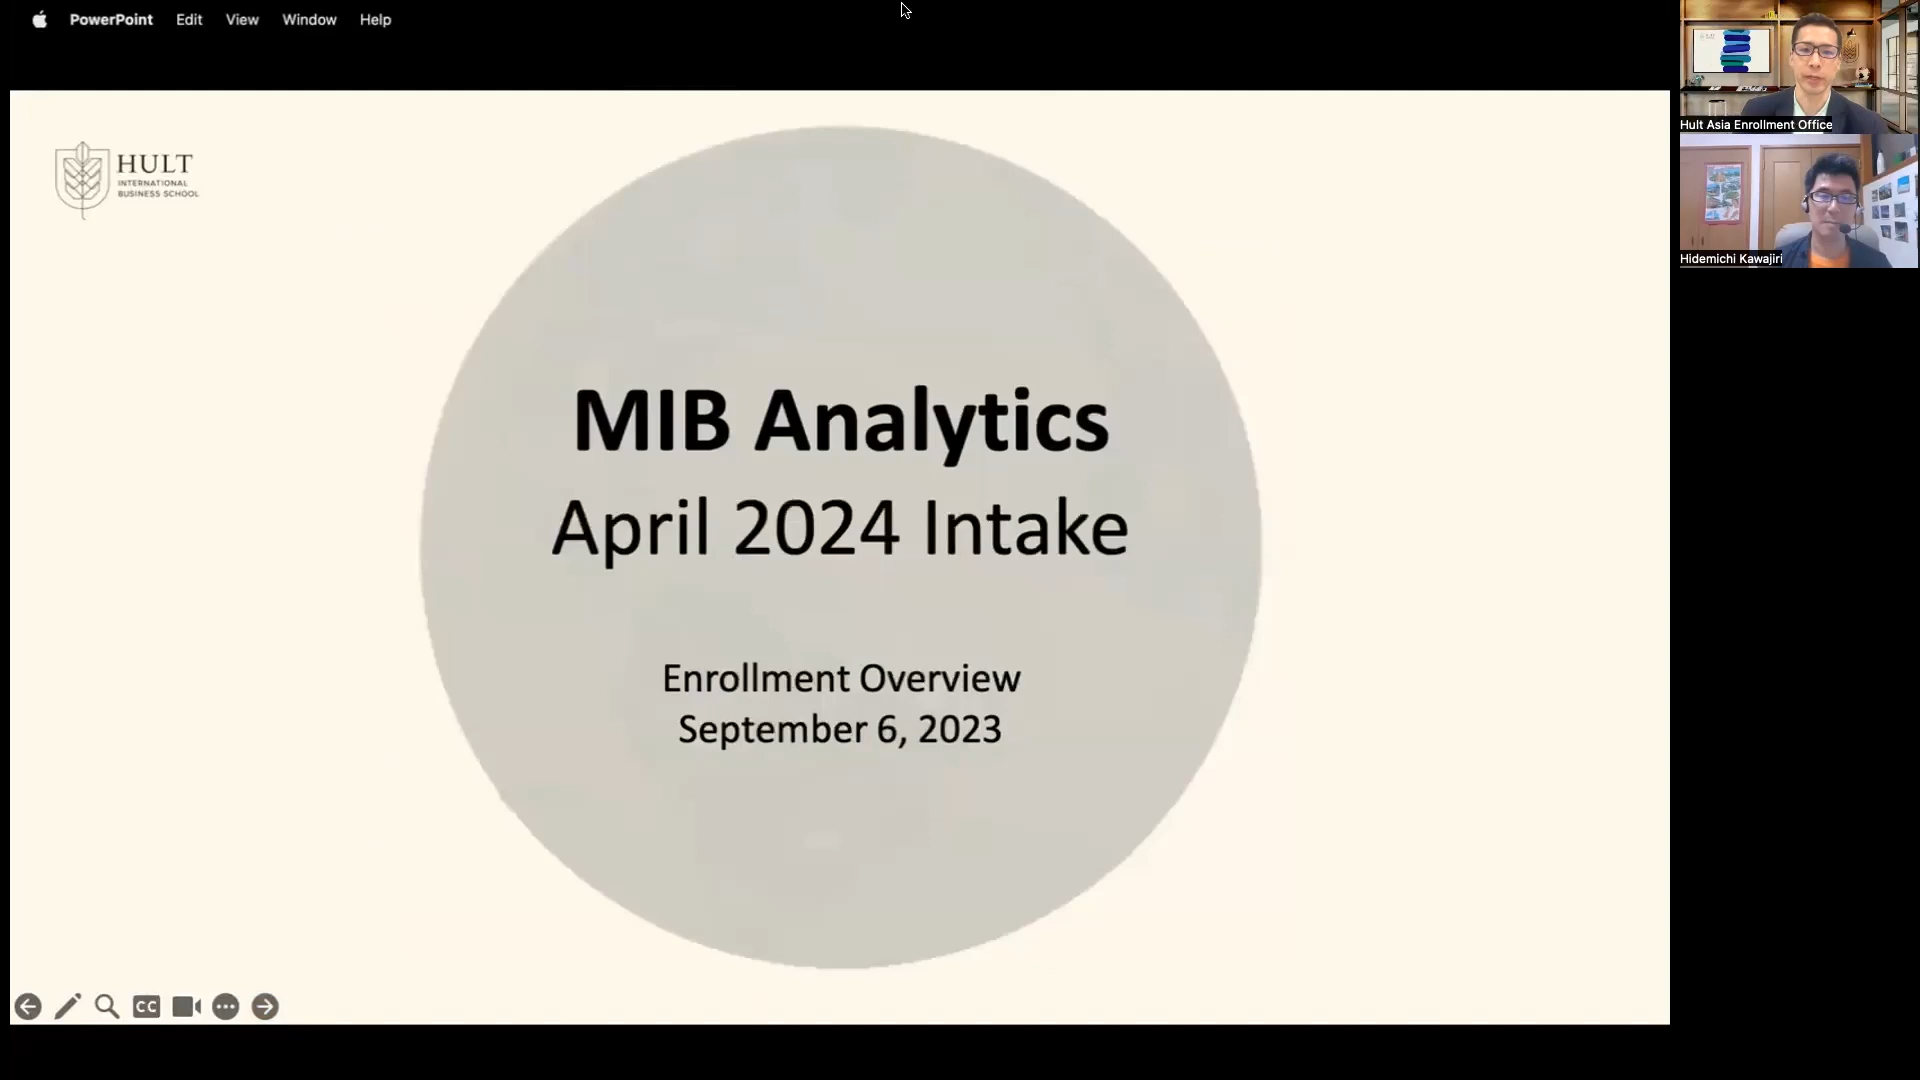 PowerPoint Edit View Window Help
HULT
INTERNATIONAL
BUSINESS SCHOOL
MIB Analytics
April 2024 Intake
Enrollment Overview
September 6, 2023
CC
Hult Asia Enrollment Office
Hidemichi Kawajiri